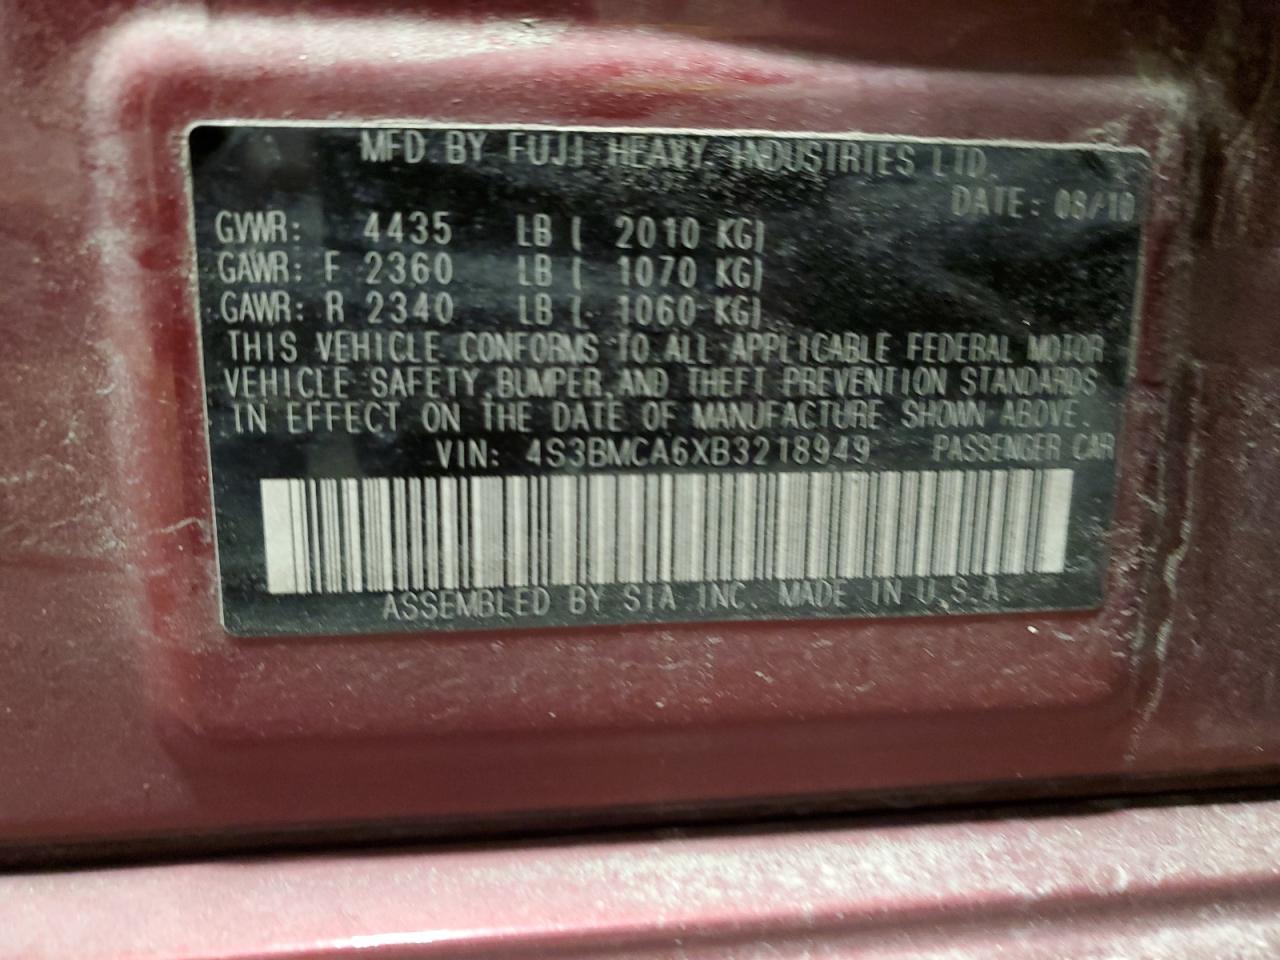 MFD. BY FUJI HEAVY INDUSTRIES LTD.
DATE: 08/10
GVWR: 4435 LB ( 2010 KG)
GAWR: F 2360 LB ( 1070 KG)
GAWR: R 2340 LB ( 1060 KG)
THIS VEHICLE CONFORMS TO ALL APPLICABLE FEDERAL MOTOR
VEHICLE SAFETY, BUMPER, AND THEFT PREVENTION STANDARDS
IN EFFECT ON THE DATE OF MANUFACTURE SHOWN ABOVE.
VIN: 4S3BMCA6XB3218949 PASSENGER CAR
ASSEMBLED BY SIA INC. MADE IN U.S.A.